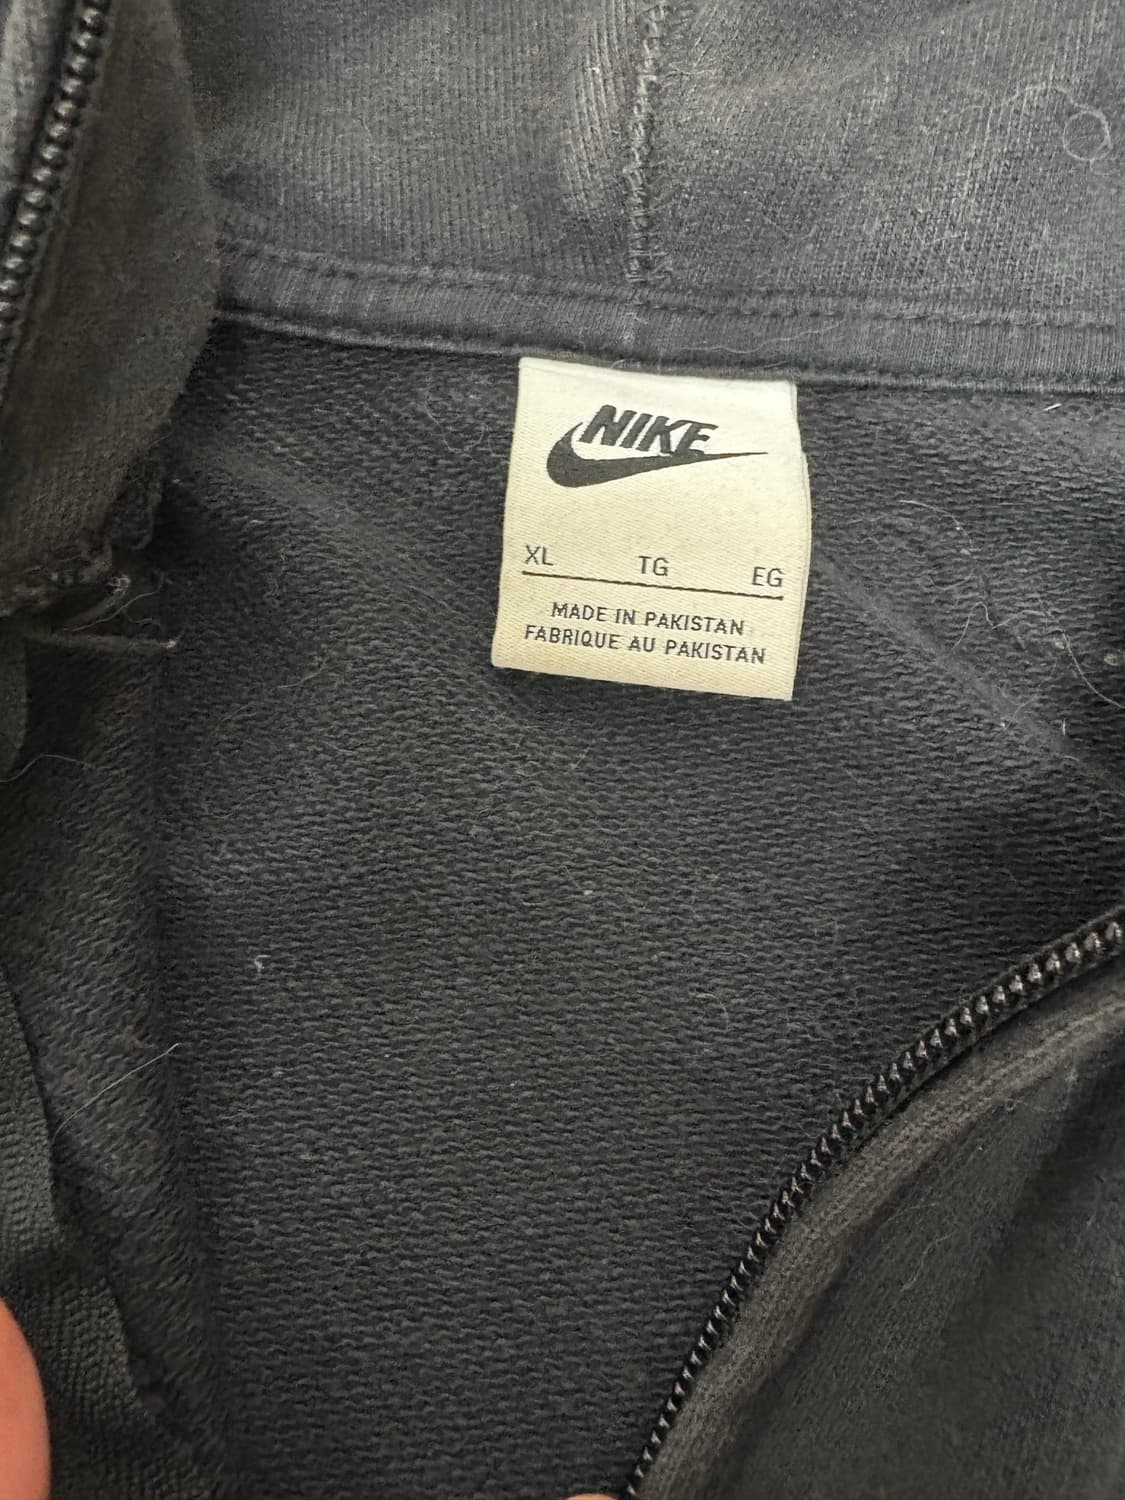 NIKE
XL TG EG
MADE IN PAKISTAN
FABRIQUE AU PAKISTAN